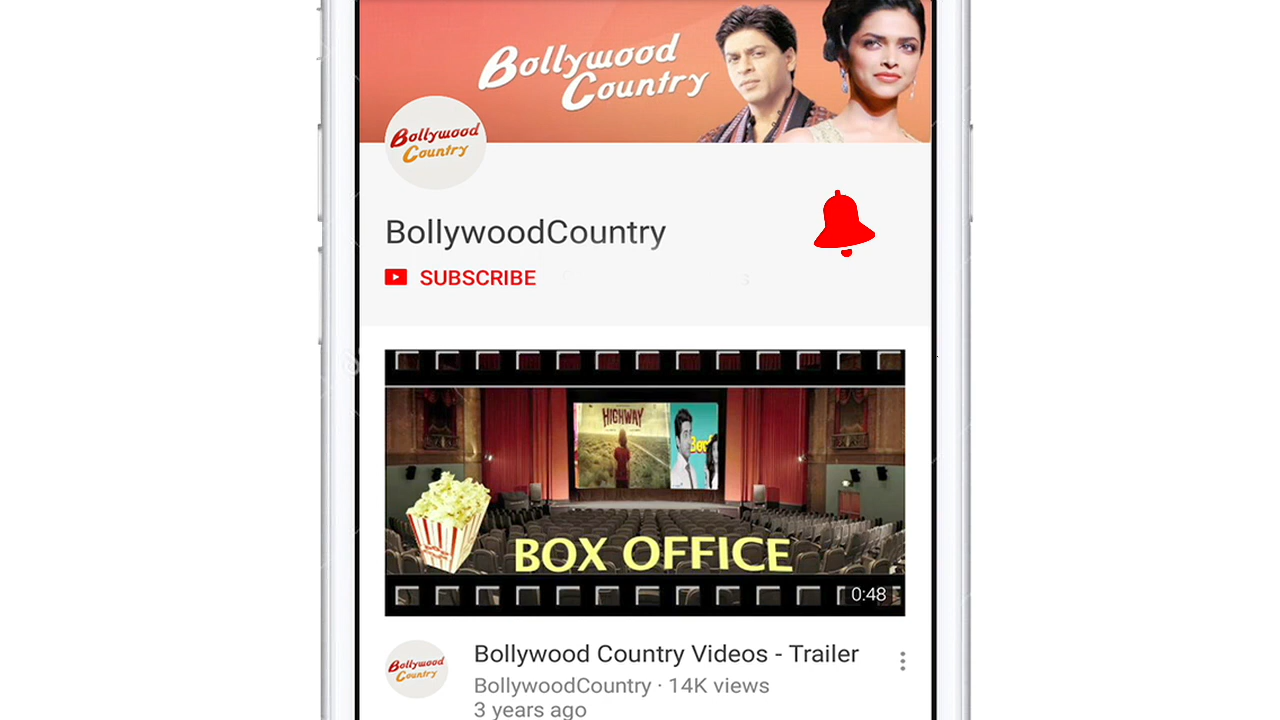 Bollywood
Country
Bollywood
Country
BollywoodCountry
SUBSCRIBE
HIGHWAY
BOX OFFICE
0:48
Bollywood Country Videos - Trailer
Bollywood
Country
BollywoodCountry · 14K views
3 years ago